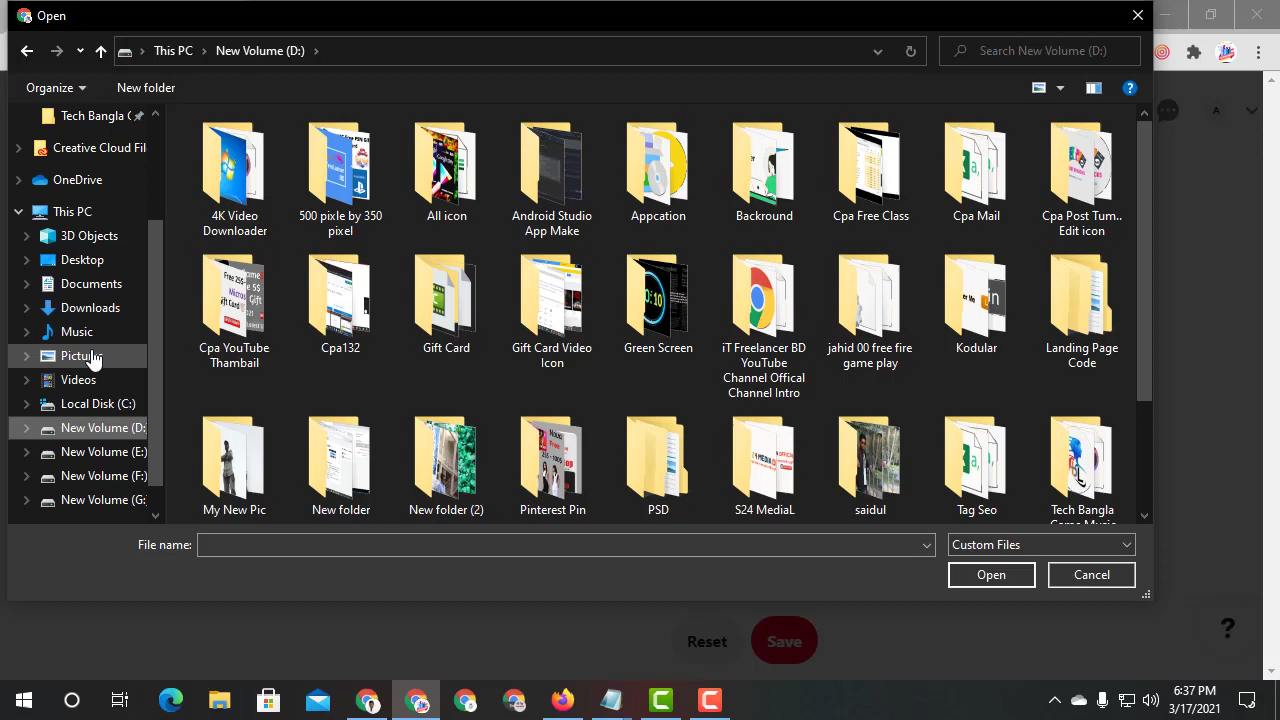 Open
This PC
New Volume (D:)
Search New Volume (D:)
Organize
New folder
Tech Bangla (
Creative Cloud Fil
OneDrive
This PC
3D Objects
Desktop
Documents
Downloads
Music
Pictures
Videos
Local Disk (C:)
New Volume (D:
New Volume (E:)
New Volume (F:)
New Volume (G:
4K Video
Downloader
500 pixle by 350
pixel
All icon
Android Studio
App Make
Appcation
Backround
Cpa Free Class
Cpa Mail
Cpa Post Tum..
Edit icon
Cpa YouTube
Thambail
Cpa132
Gift Card
Gift Card Video
Icon
Green Screen
iT Freelancer BD
YouTube
Channel Offical
Channel Intro
jahid 00 free fire
game play
Kodular
Landing Page
Code
My New Pic
New folder
New folder (2)
Pinterest Pin
PSD
S24 MediaL
saidul
Tag Seo
Tech Bangla
File name:
Custom Files
Open
Cancel
Reset
Save
?
A
6:37 PM
3/17/2021